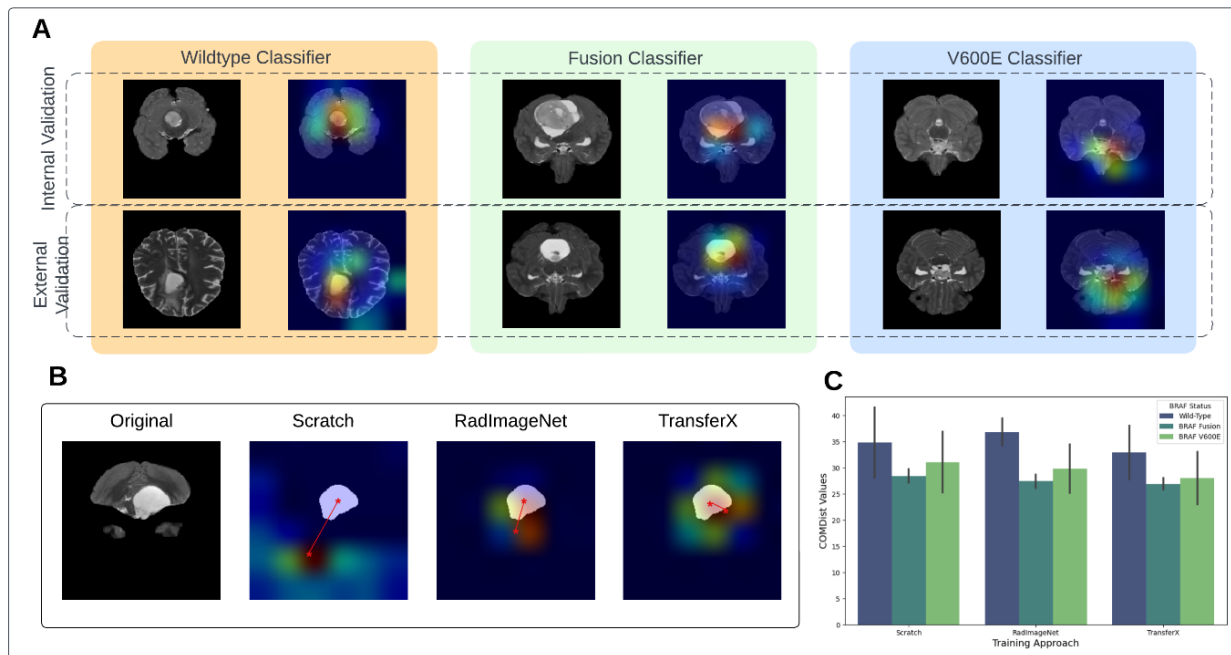 A
Wildtype Classifier
Fusion Classifier
V600E Classifier
Internal Validation
External
Validation
B
Original
Scratch
RadImageNet
TransferX
C
BRAF Status
Wild-Type
BRAF Fusion
BRAF V600E
COMDist Values
40
35
30
25
20
15
10
5
0
Scratch
RadImageNet
TransferX
Training Approach